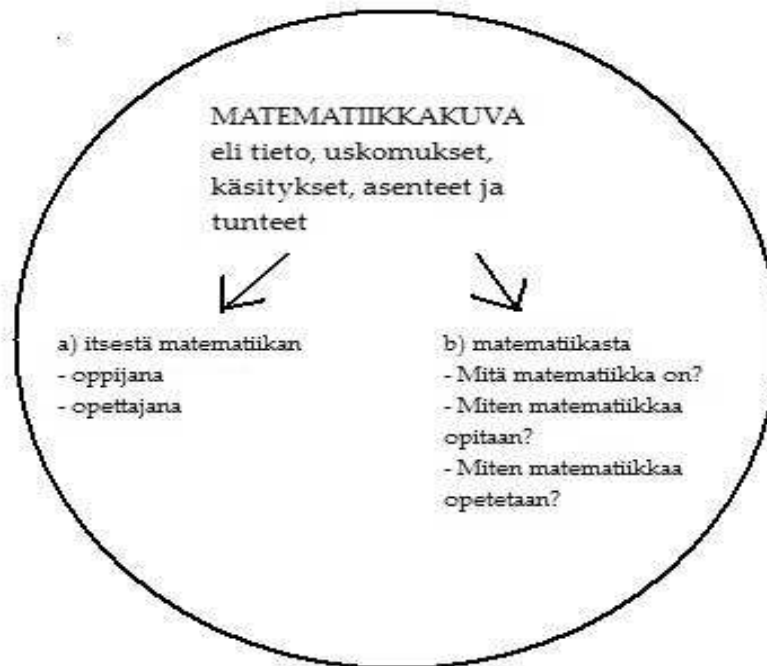 MATEMATIIKKAKUVA
eli tieto, uskomukset,
käsitykset, asenteet ja
tunteet
a) itsestä matematiikan
- oppijana
- opettajana
b) matematiikasta
- Mitä matematiikka on?
- Miten matematiikkaa
opitaan?
- Miten matematiikkaa
opetetaan?